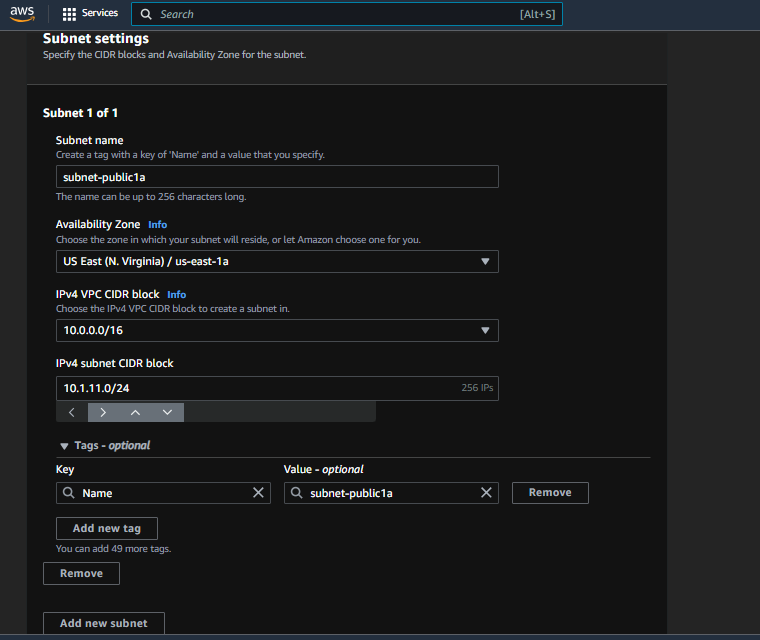 aws
Services
Search
[Alt+S]
Subnet settings
Specify the CIDR blocks and Availability Zone for the subnet.
Subnet 1 of 1
Subnet name
Create a tag with a key of 'Name' and a value that you specify.
subnet-public1a
The name can be up to 256 characters long.
Availability Zone Info
Choose the zone in which your subnet will reside, or let Amazon choose one for you.
US East (N. Virginia) / us-east-1a
IPv4 VPC CIDR block Info
Choose the IPv4 VPC CIDR block to create a subnet in.
10.0.0.0/16
IPv4 subnet CIDR block
10.1.11.0/24 256 IPs
Tags - optional
Key Value - optional
Name subnet-public1a Remove
Add new tag
You can add 49 more tags.
Remove
Add new subnet